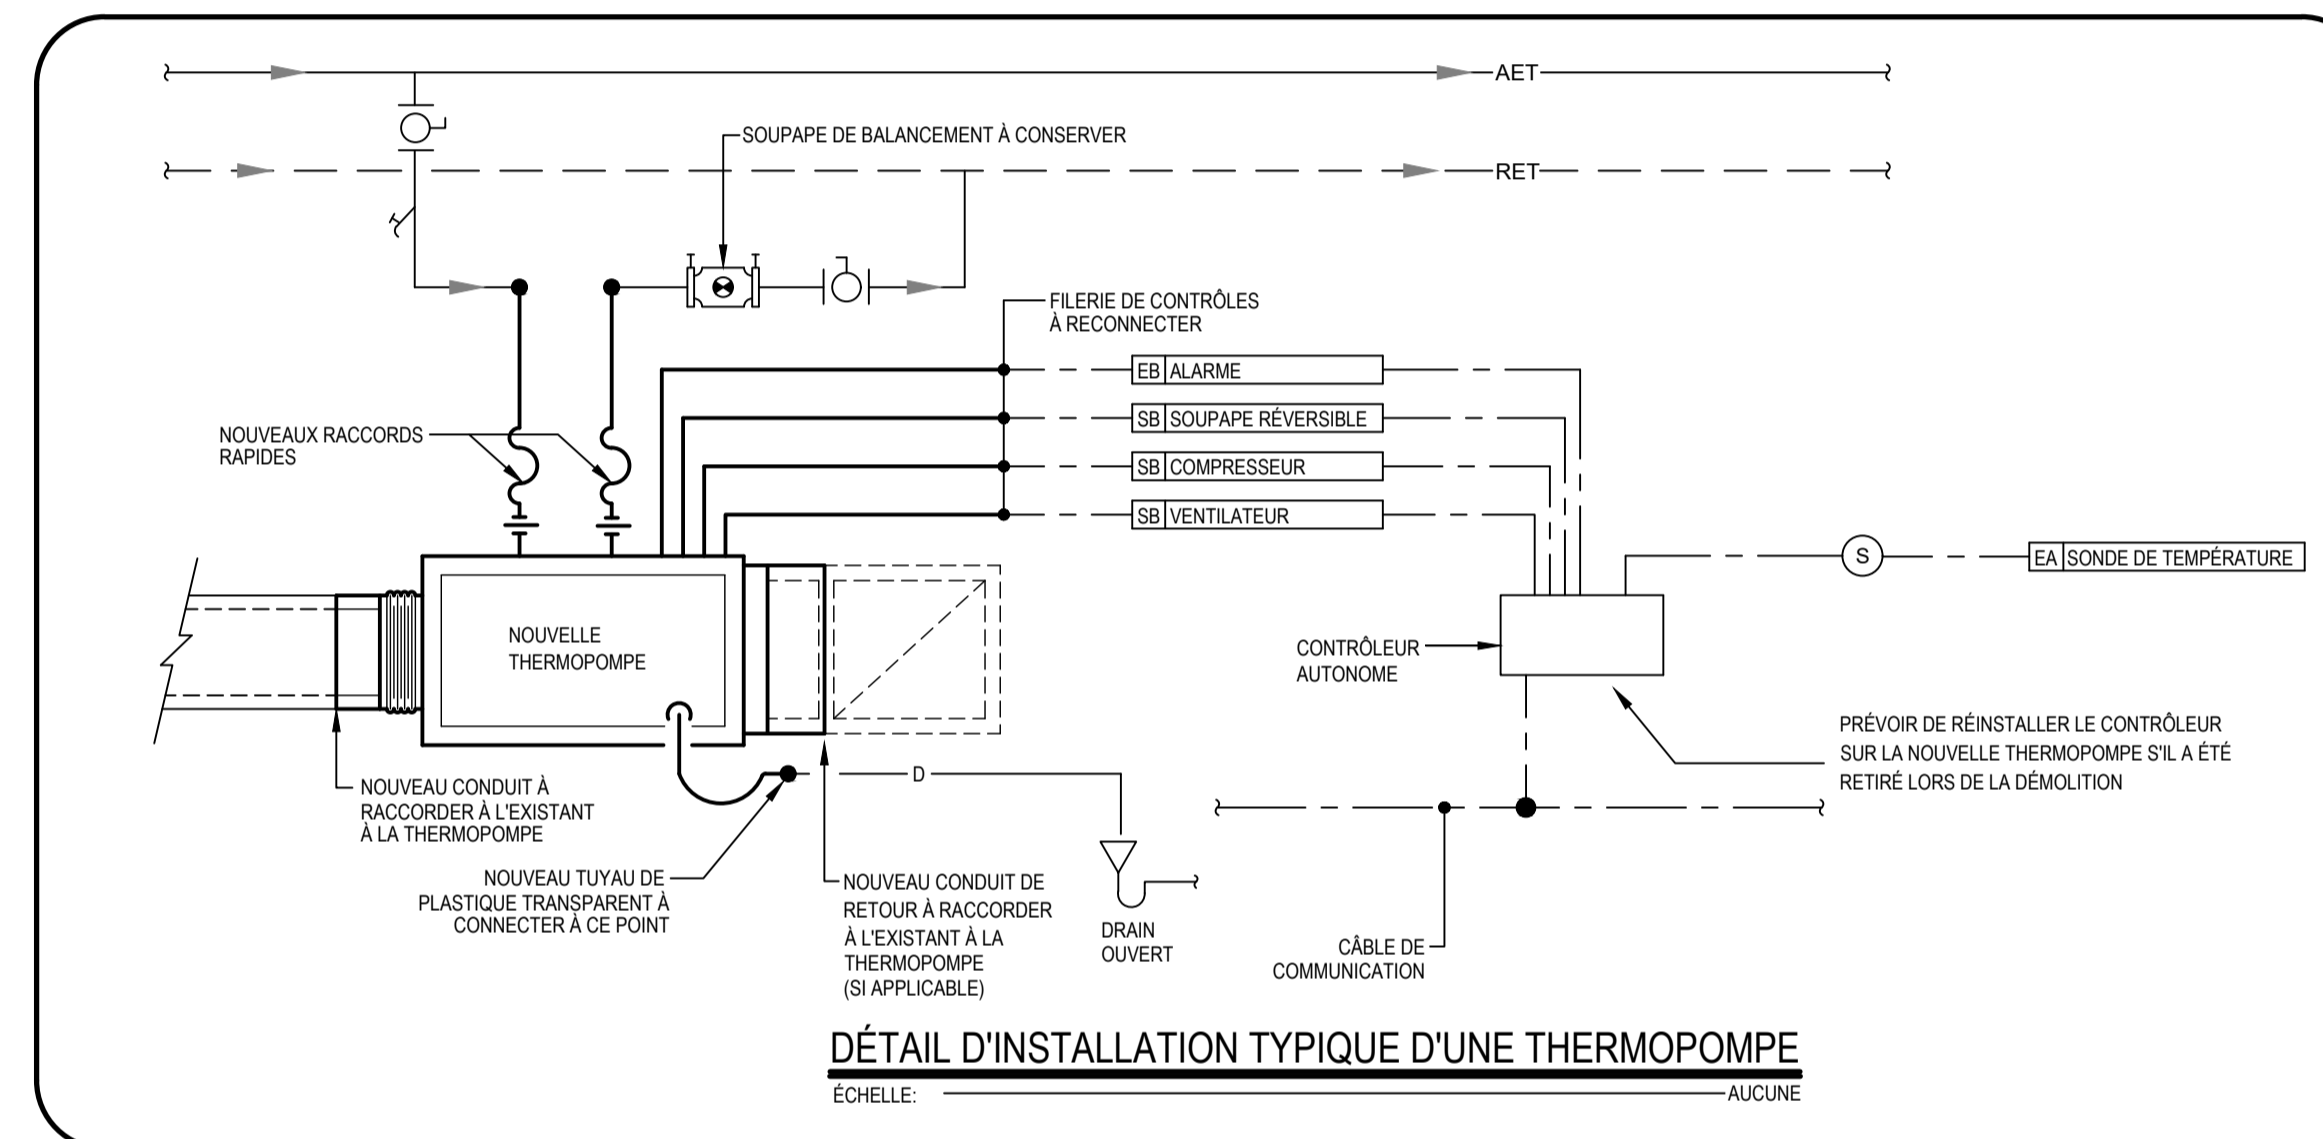 AET
SOUPAPE DE BALANCEMENT À CONSERVER
RET
FILERIE DE CONTRÔLES
À RECONNECTER
EB ALARME
SB SOUPAPE RÉVERSIBLE
SB COMPRESSEUR
SB VENTILATEUR
NOUVEAUX RACCORDS
RAPIDES
S
EA SONDE DE TEMPÉRATURE
NOUVELLE
THERMOPOMPE
CONTRÔLEUR
AUTONOME
PRÉVOIR DE RÉINSTALLER LE CONTRÔLEUR
SUR LA NOUVELLE THERMOPOMPE S'IL A ÉTÉ
RETIRÉ LORS DE LA DÉMOLITION
NOUVEAU CONDUIT À
RACCORDER À L'EXISTANT
À LA THERMOPOMPE
D
NOUVEAU TUYAU DE
PLASTIQUE TRANSPARENT À
CONNECTER À CE POINT
NOUVEAU CONDUIT DE
RETOUR À RACCORDER
À L'EXISTANT À LA
THERMOPOMPE
(SI APPLICABLE)
DRAIN
OUVERT
CÂBLE DE
COMMUNICATION
DÉTAIL D'INSTALLATION TYPIQUE D'UNE THERMOPOMPE
ÉCHELLE: AUCUNE